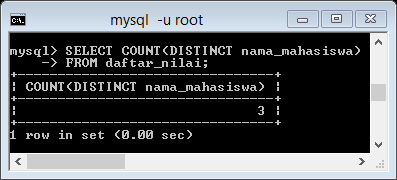 mysql -u root
mysql> SELECT COUNT(DISTINCT nama_mahasiswa)
    -> FROM daftar_nilai;
+--------------------------------+
| COUNT(DISTINCT nama_mahasiswa) |
+--------------------------------+
|                              3 |
+--------------------------------+
1 row in set (0.00 sec)